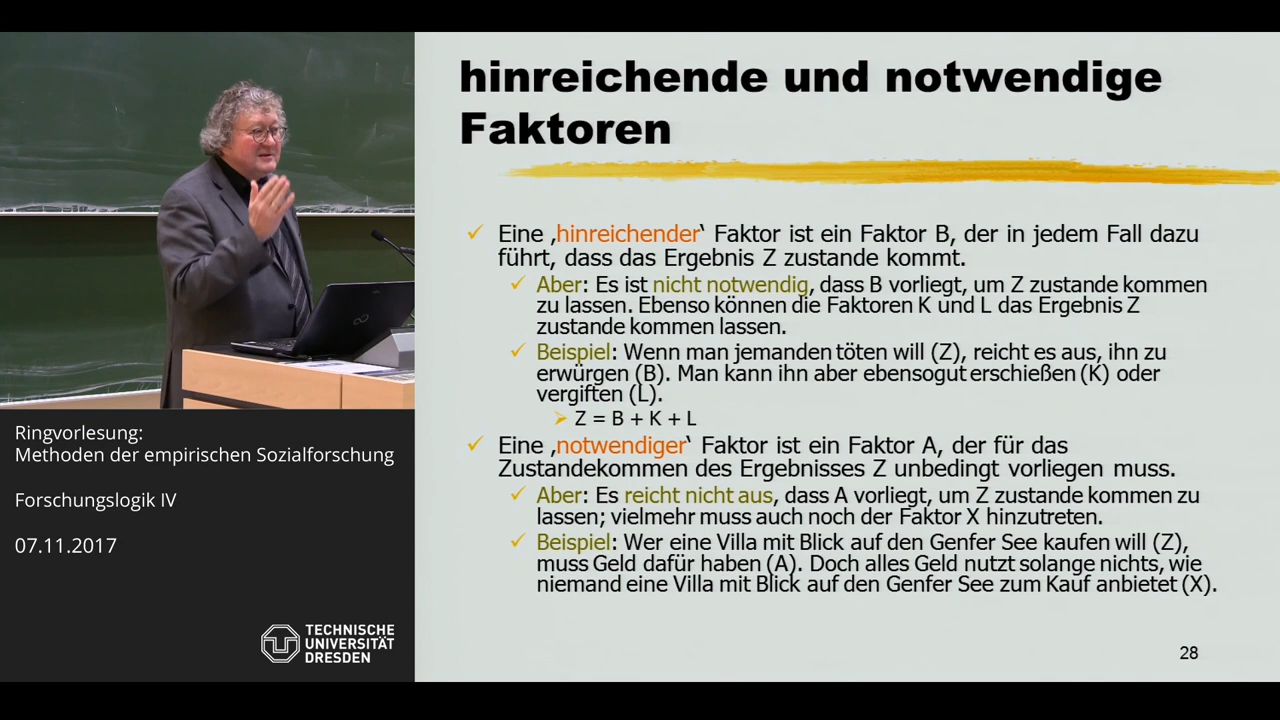 hinreichende und notwendige
Faktoren
Eine ‚hinreichender‘ Faktor ist ein Faktor B, der in jedem Fall dazu
führt, dass das Ergebnis Z zustande kommt.
Aber: Es ist nicht notwendig, dass B vorliegt, um Z zustande kommen
zu lassen. Ebenso können die Faktoren K und L das Ergebnis Z
zustande kommen lassen.
Beispiel: Wenn man jemanden töten will (Z), reicht es aus, ihn zu
erwürgen (B). Man kann ihn aber ebensogut erschießen (K) oder
vergiften (L).
Z = B + K + L
Eine ‚notwendiger‘ Faktor ist ein Faktor A, der für das
Zustandekommen des Ergebnisses Z unbedingt vorliegen muss.
Aber: Es reicht nicht aus, dass A vorliegt, um Z zustande kommen zu
lassen; vielmehr muss auch noch der Faktor X hinzutreten.
Beispiel: Wer eine Villa mit Blick auf den Genfer See kaufen will (Z),
muss Geld dafür haben (A). Doch alles Geld nutzt solange nichts, wie
niemand eine Villa mit Blick auf den Genfer See zum Kauf anbietet (X).
28
Ringvorlesung:
Methoden der empirischen Sozialforschung
Forschungslogik IV
07.11.2017
TECHNISCHE
UNIVERSITÄT
DRESDEN